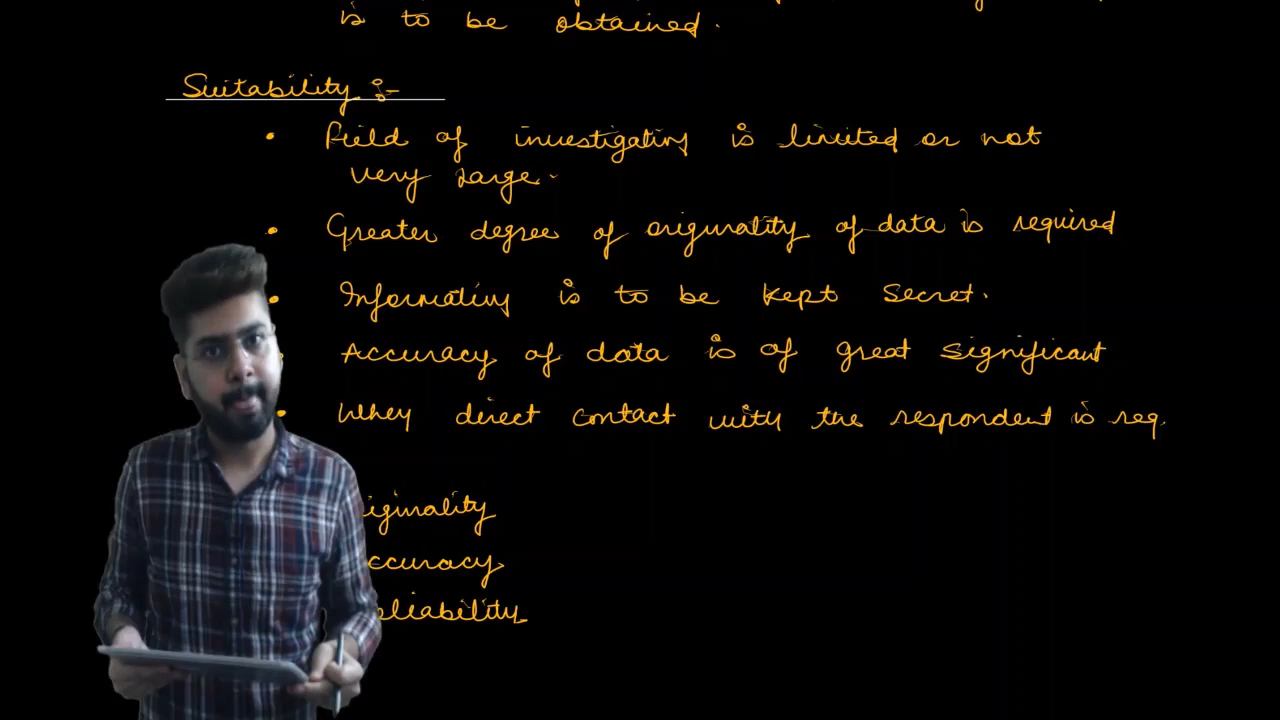 is to be obtained.
Suitability :-
• Field of investigation is limited or not
very large.
• Greater degree of originality of data is required
• Information is to be kept secret.
• Accuracy of data is of great significant
• When direct contact with the respondent is req.
iginality
ccuracy
liability